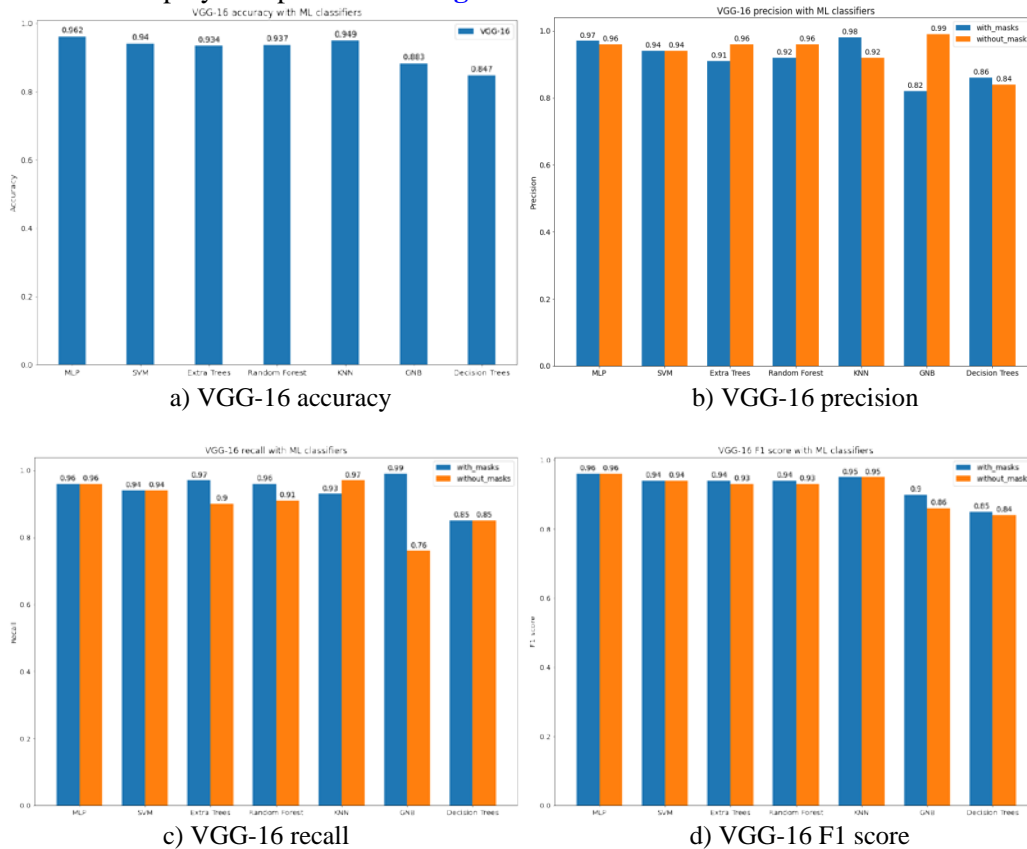 VGG-16 accuracy with ML classifiers
VGG-16
Accuracy
1.0
0.8
0.6
0.4
0.2
0.0
0.962
0.94
0.934
0.937
0.949
0.883
0.847
MLP SVM Extra Trees Random Forest KNN GNB Decision Trees
a) VGG-16 accuracy
VGG-16 precision with ML classifiers
with_masks
without_mask
Precision
1.0
0.8
0.6
0.4
0.2
0.0
0.97 0.96
0.94 0.94
0.91 0.96
0.92 0.96
0.98 0.92
0.82 0.99
0.86 0.84
MLP SVM Extra Trees Random Forest KNN GNB Decision Trees
b) VGG-16 precision
VGG-16 recall with ML classifiers
with_masks
without_masks
Recall
1.0
0.8
0.6
0.4
0.2
0.0
0.96 0.96
0.94 0.94
0.97 0.9
0.96 0.91
0.93 0.97
0.99 0.76
0.85 0.85
MLP SVM Extra Trees Random Forest KNN GNB Decision Trees
c) VGG-16 recall
VGG-16 F1 score with ML classifiers
with_masks
without_mask
F1 score
1.0
0.8
0.6
0.4
0.2
0.0
0.96 0.96
0.94 0.94
0.94 0.93
0.94 0.93
0.95 0.95
0.9 0.86
0.85 0.84
MLP SVM Extra Trees Random Forest KNN GNB Decision Trees
d) VGG-16 F1 score